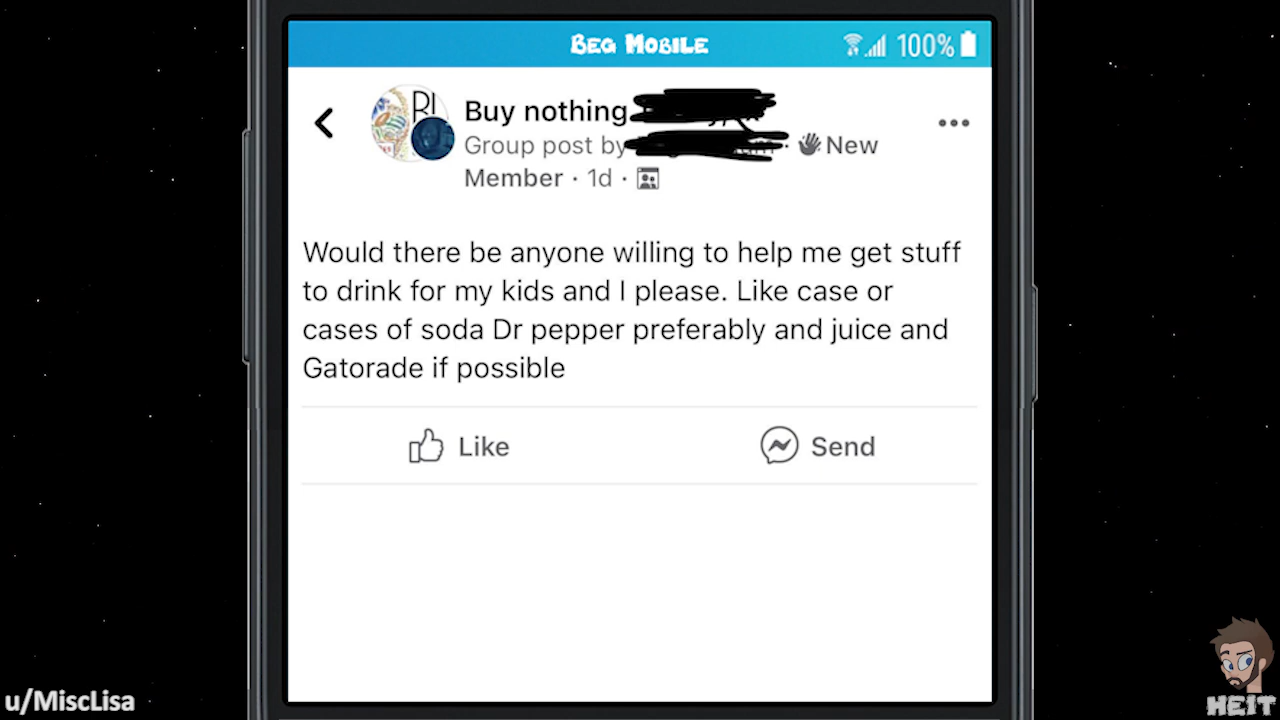 Beg Mobile
100%
BI
Buy nothing
Group post by · New
Member · 1d ·
Would there be anyone willing to help me get stuff
to drink for my kids and I please. Like case or
cases of soda Dr pepper preferably and juice and
Gatorade if possible
Like
Send
u/MiscLisa
HEIT